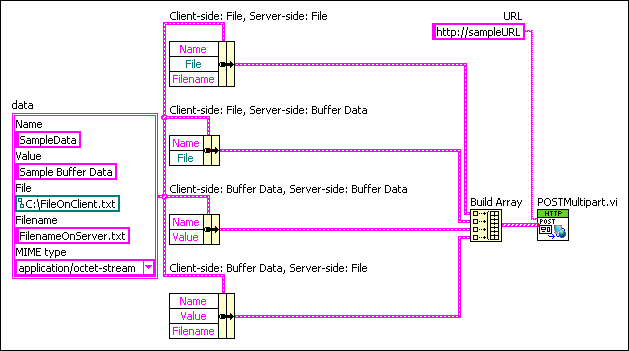 Client-side: File, Server-side: File
URL
http://sampleURL
Name
File
Filename
data
Name
SampleData
Value
Sample Buffer Data
File
C:\FileOnClient.txt
Filename
FilenameOnServer.txt
MIME type
application/octet-stream
Client-side: File, Server-side: Buffer Data
Name
File
Client-side: Buffer Data, Server-side: Buffer Data
Name
Value
Build Array
POSTMultipart.vi
HTTP
POST
Client-side: Buffer Data, Server-side: File
Name
Value
Filename